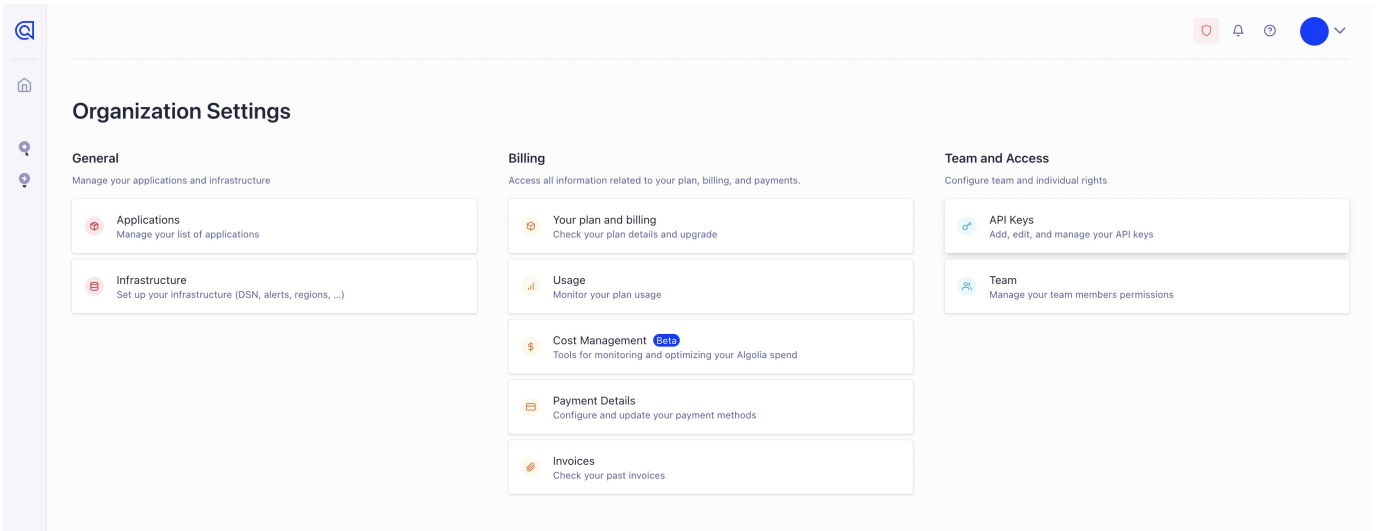 Organization Settings
General
Manage your applications and infrastructure
Applications
Manage your list of applications
Infrastructure
Set up your infrastructure (DSN, alerts, regions, ...)
Billing
Access all information related to your plan, billing, and payments.
Your plan and billing
Check your plan details and upgrade
Usage
Monitor your plan usage
Cost Management Beta
Tools for monitoring and optimizing your Algolia spend
Payment Details
Configure and update your payment methods
Invoices
Check your past invoices
Team and Access
Configure team and individual rights
API Keys
Add, edit, and manage your API keys
Team
Manage your team members permissions